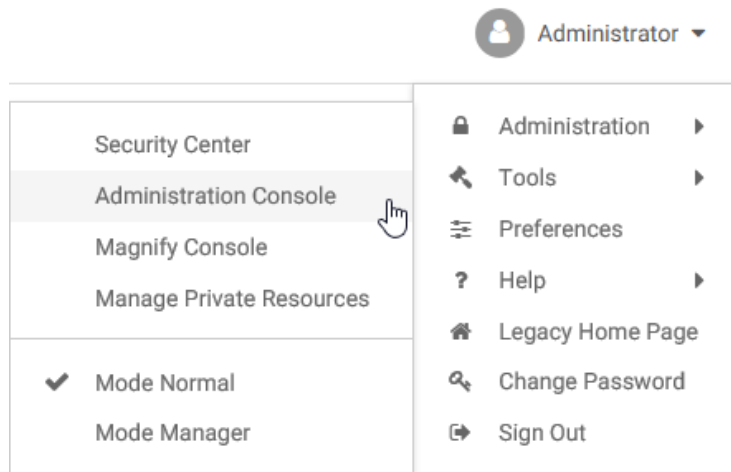 Administrator
Administration
Tools
Preferences
? Help
Legacy Home Page
Change Password
Sign Out
Security Center
Administration Console
Magnify Console
Manage Private Resources
Mode Normal
Mode Manager